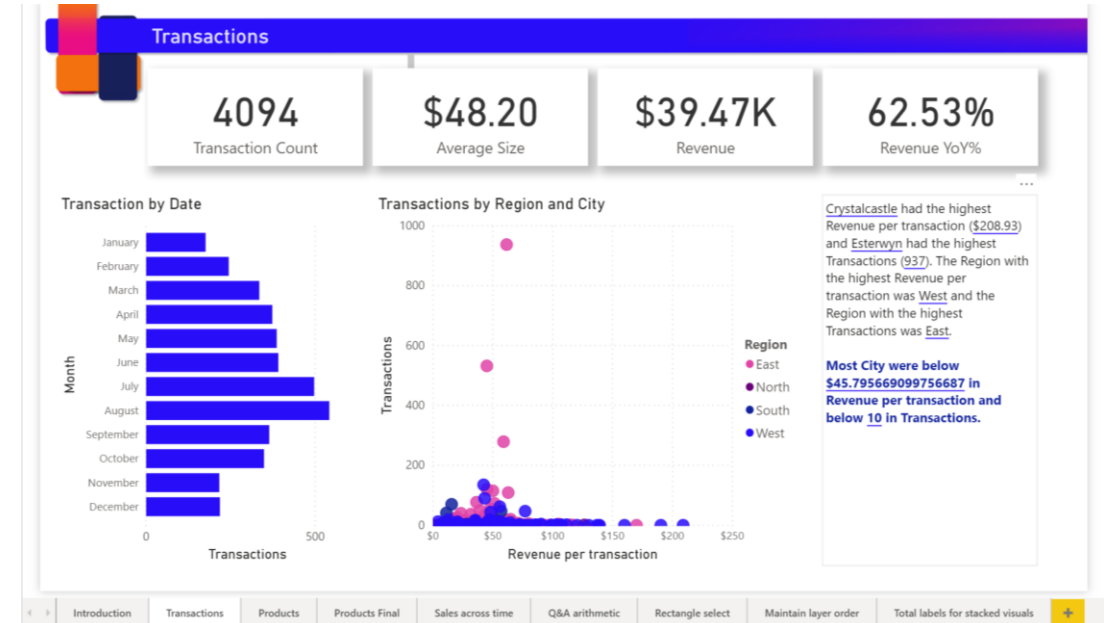 Transactions
4094
Transaction Count
$48.20
Average Size
$39.47K
Revenue
62.53%
Revenue YoY%
...
Transaction by Date
Month
January
February
March
April
May
June
July
August
September
October
November
December
0
500
Transactions
Transactions by Region and City
Transactions
1000
800
600
400
200
0
$0
$50
$100
$150
$200
$250
Revenue per transaction
Region
East
North
South
West
Crystalcastle had the highest
Revenue per transaction ($208.93)
and Esterwyn had the highest
Transactions (937). The Region with
the highest Revenue per
transaction was West and the
Region with the highest
Transactions was East.
Most City were below
$45.795669099756687 in
Revenue per transaction and
below 10 in Transactions.
Introduction
Transactions
Products
Products Final
Sales across time
Q&A arithmetic
Rectangle select
Maintain layer order
Total labels for stacked visuals
+